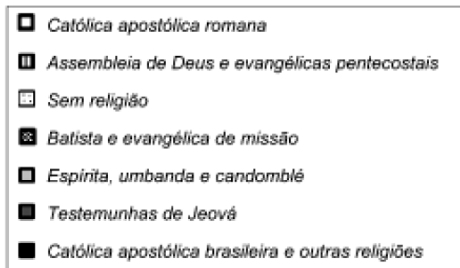 Católica apostólica romana
Assembleia de Deus e evangélicas pentecostais
Sem religião
Batista e evangélica de missão
Espírita, umbanda e candomblé
Testemunhas de Jeová
Católica apostólica brasileira e outras religiões